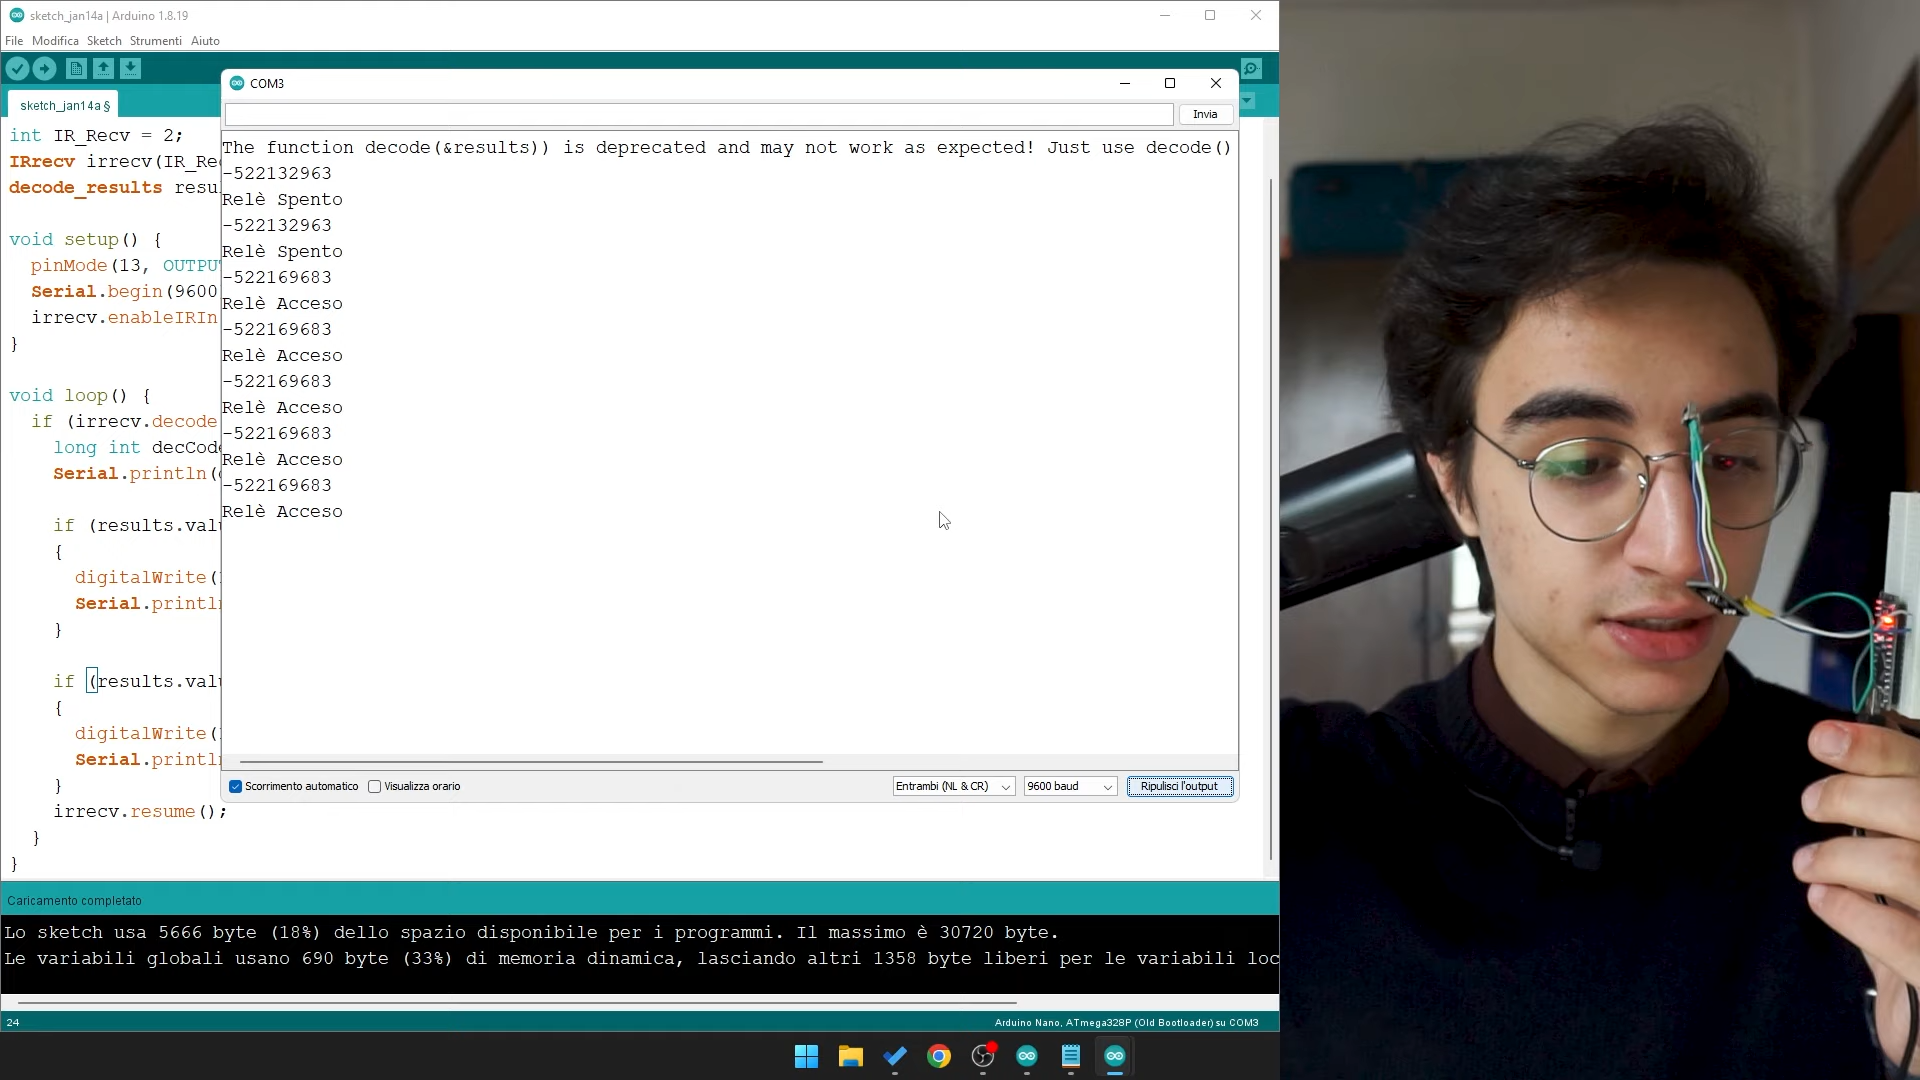 sketch_jan14a | Arduino 1.8.19
File Modifica Sketch Strumenti Aiuto
sketch_jan14a §
COM3
Invia
int IR_Recv = 2;
IRrecv irrecv(IR_Rec
decode_results resu
void setup() {
pinMode(13, OUTPU
Serial.begin(9600
irrecv.enableIRIn
}
void loop() {
if (irrecv.decode
long int decCode
Serial.println(
if (results.valu
{
digitalWrite(
Serial.println
}
if (results.valu
{
digitalWrite(
Serial.println
}
irrecv.resume();
}
}
The function decode(&results)) is deprecated and may not work as expected! Just use decode()
-522132963
Relè Spento
-522132963
Relè Spento
-522169683
Relè Acceso
-522169683
Relè Acceso
-522169683
Relè Acceso
-522169683
Relè Acceso
-522169683
Relè Acceso
Scorrimento automatico Visualizza orario Entrambi (NL & CR) 9600 baud Ripulisci l'output
Caricamento completato
Lo sketch usa 5666 byte (18%) dello spazio disponibile per i programmi. Il massimo è 30720 byte.
Le variabili globali usano 690 byte (33%) di memoria dinamica, lasciando altri 1358 byte liberi per le variabili loc
24 Arduino Nano, ATmega328P (Old Bootloader) su COM3